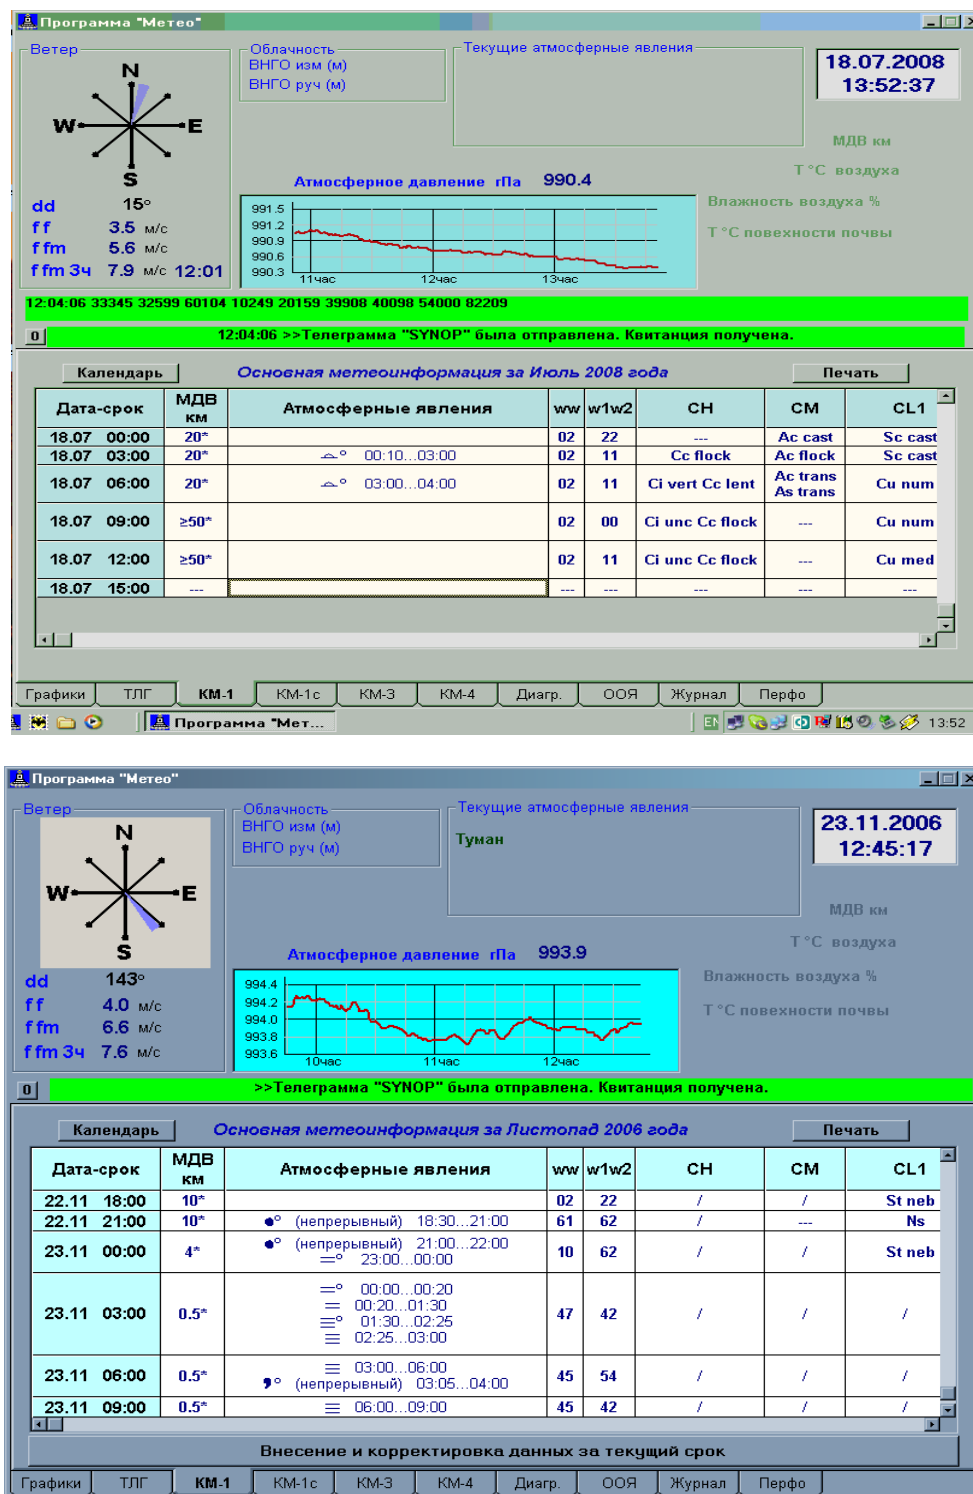 Программа "Метео"
Ветер
N
W E
S
dd 15°
ff 3.5 м/с
ffm 5.6 м/с
ffm 3ч 7.9 м/с 12:01
Облачность
ВНГО изм (м)
ВНГО руч (м)
Текущие атмосферные явления
18.07.2008
13:52:37
МДВ км
T °C воздуха
Влажность воздуха %
T °C повехности почвы
Атмосферное давление гПа 990.4
991.5
991.2
990.9
990.6
990.3
11час 12час 13час
12:04:06 33345 32599 60104 10249 20159 39908 40098 54000 82209
0 12:04:06 >>Телеграмма "SYNOP" была отправлена. Квитанция получена.
Календарь Основная метеоинформация за Июль 2008 года Печать
Дата-срок МДВ км Атмосферные явления ww w1w2 CH CM CL1
18.07 00:00 20* 02 22 --- Ac cast Sc cast
18.07 03:00 20* 00:10...03:00 02 11 Cc flock Ac flock Sc cast
18.07 06:00 20* 03:00...04:00 02 11 Ci vert Cc lent Ac trans As trans Cu num
18.07 09:00 ≥50* 02 00 Ci unc Cc flock --- Cu num
18.07 12:00 ≥50* 02 11 Ci unc Cc flock --- Cu med
18.07 15:00 --- --- --- --- --- ---
Графики ТЛГ КМ-1 КМ-1с КМ-3 КМ-4 Диагр. ООЯ Журнал Перфо
Программа "Мет... EN 13:52
Программа "Метео"
Ветер
N
W E
S
dd 143°
ff 4.0 м/с
ffm 6.6 м/с
ffm 3ч 7.6 м/с
Облачность
ВНГО изм (м)
ВНГО руч (м)
Текущие атмосферные явления
Туман
23.11.2006
12:45:17
МДВ км
T °C воздуха
Влажность воздуха %
T °C повехности почвы
Атмосферное давление гПа 993.9
994.4
994.2
994.0
993.8
993.6
10час 11час 12час
0 >>Телеграмма "SYNOP" была отправлена. Квитанция получена.
Календарь Основная метеоинформация за Листопад 2006 года Печать
Дата-срок МДВ км Атмосферные явления ww w1w2 CH CM CL1
22.11 18:00 10* 02 22 / / St neb
22.11 21:00 10* (непрерывный) 18:30...21:00 61 62 / --- Ns
23.11 00:00 4* (непрерывный) 21:00...22:00 10 62 / / St neb
23:00...00:00
00:00...00:20
00:20...01:30
23.11 03:00 0.5* 01:30...02:25 47 42 / / /
02:25...03:00
23.11 06:00 0.5* 03:00...06:00 45 54 / / /
(непрерывный) 03:05...04:00
23.11 09:00 0.5* 06:00...09:00 45 42 / / /
Внесение и корректировка данных за текущий срок
Графики ТЛГ КМ-1 КМ-1с КМ-3 КМ-4 Диагр. ООЯ Журнал Перфо